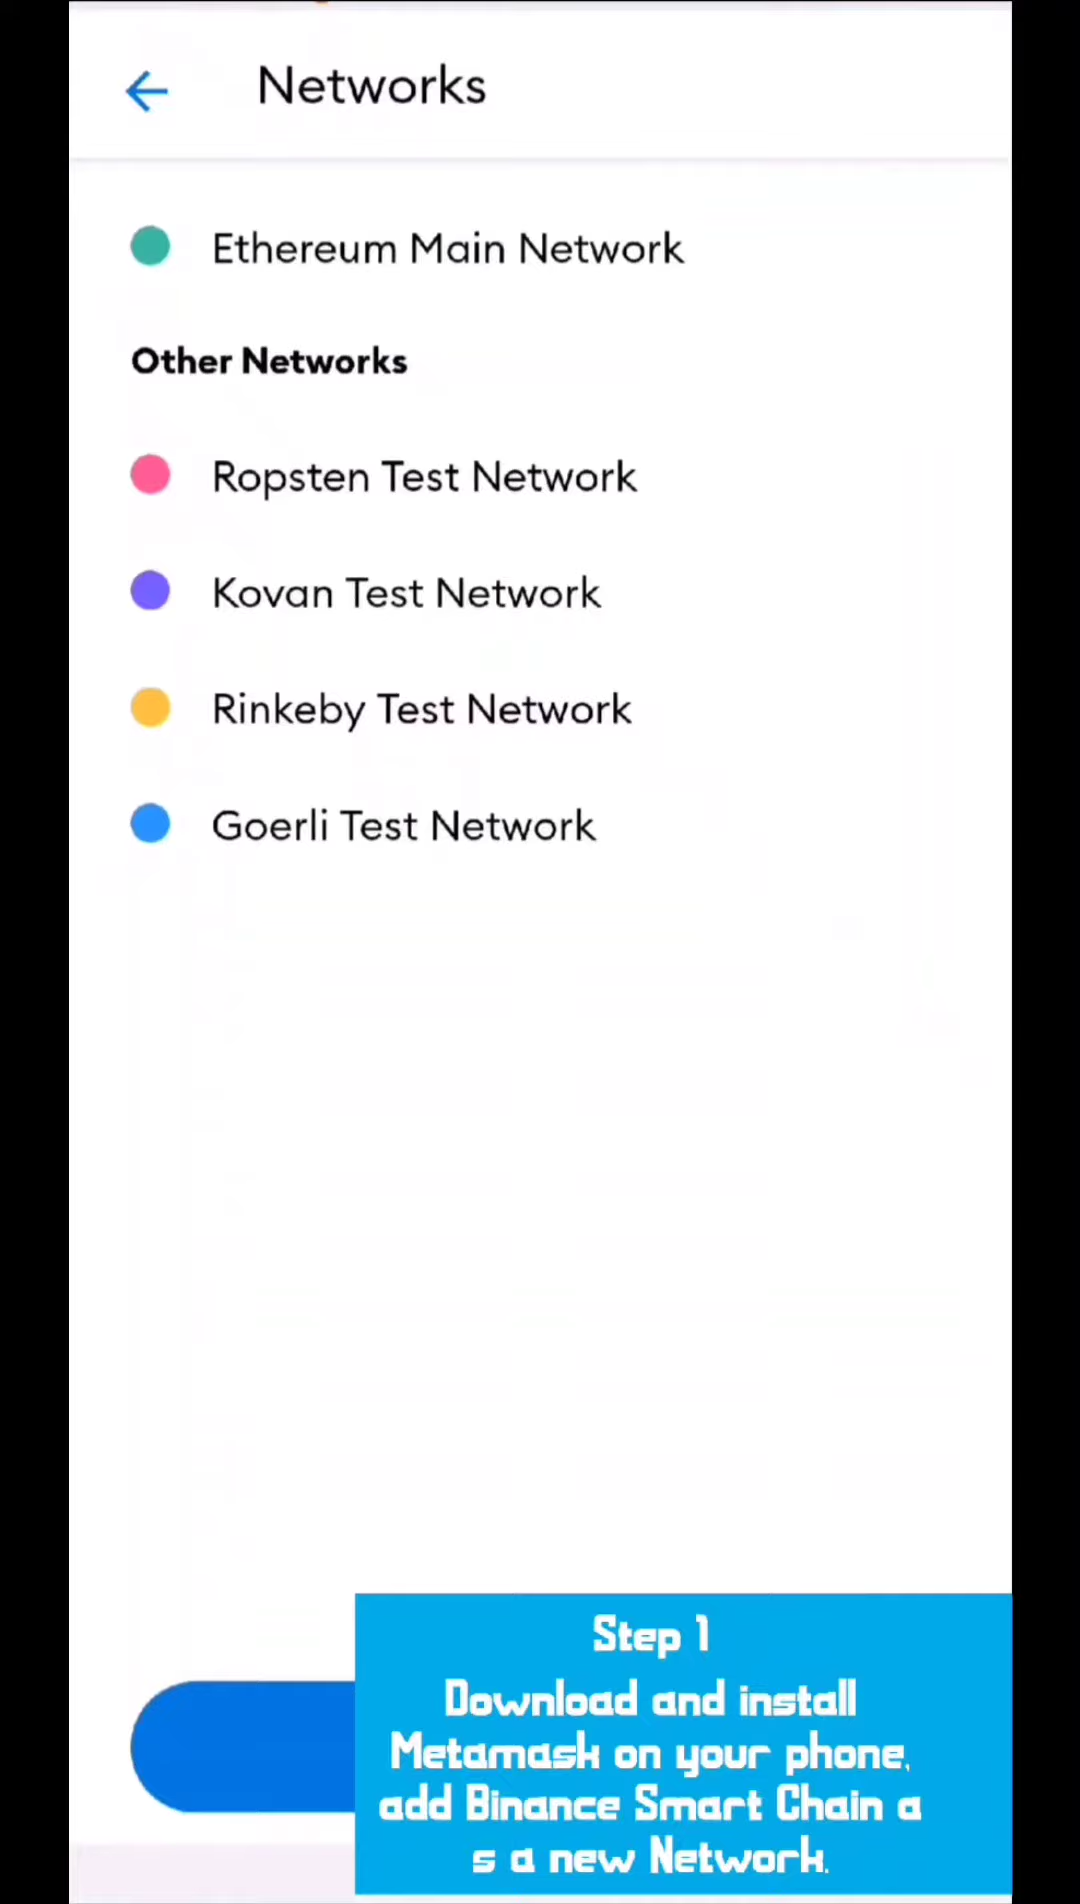 Networks
Ethereum Main Network
Other Networks
Ropsten Test Network
Kovan Test Network
Rinkeby Test Network
Goerli Test Network
Step 1
Download and install
Metamask on your phone,
add Binance Smart Chain a
s a new Network.